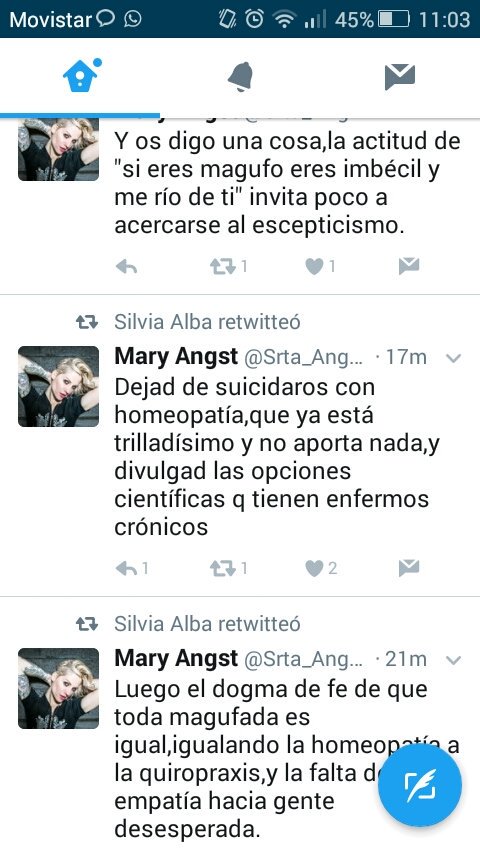 Movistar 45% 11:03
Mary Angst
Y os digo una cosa,la actitud de
"si eres magufo eres imbécil y
me río de ti" invita poco a
acercarse al escepticismo.
1 1
Silvia Alba retwitteó
Mary Angst @Srta_Ang... · 17m
Dejad de suicidaros con
homeopatía,que ya está
trilladísimo y no aporta nada,y
divulgad las opciones
científicas q tienen enfermos
crónicos
1 1 2
Silvia Alba retwitteó
Mary Angst @Srta_Ang... · 21m
Luego el dogma de fe de que
toda magufada es
igual,igualando la homeopatía a
la quiropraxis,y la falta de
empatía hacia gente
desesperada.